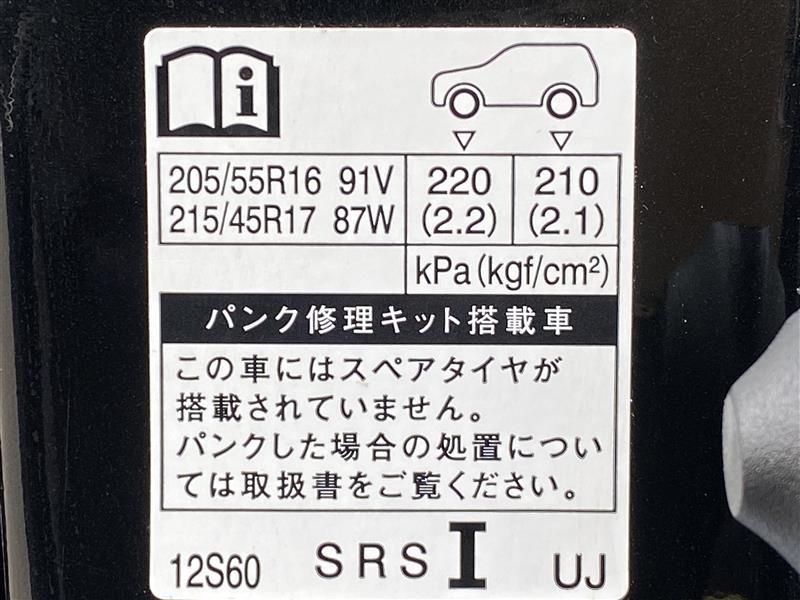 i
205/55R16 91V 220 210
215/45R17 87W (2.2) (2.1)
kPa(kgf/cm²)
パンク修理キット搭載車
この車にはスペアタイヤが
搭載されていません。
パンクした場合の処置につい
ては取扱書をご覧ください。
12S60 SRS I UJ